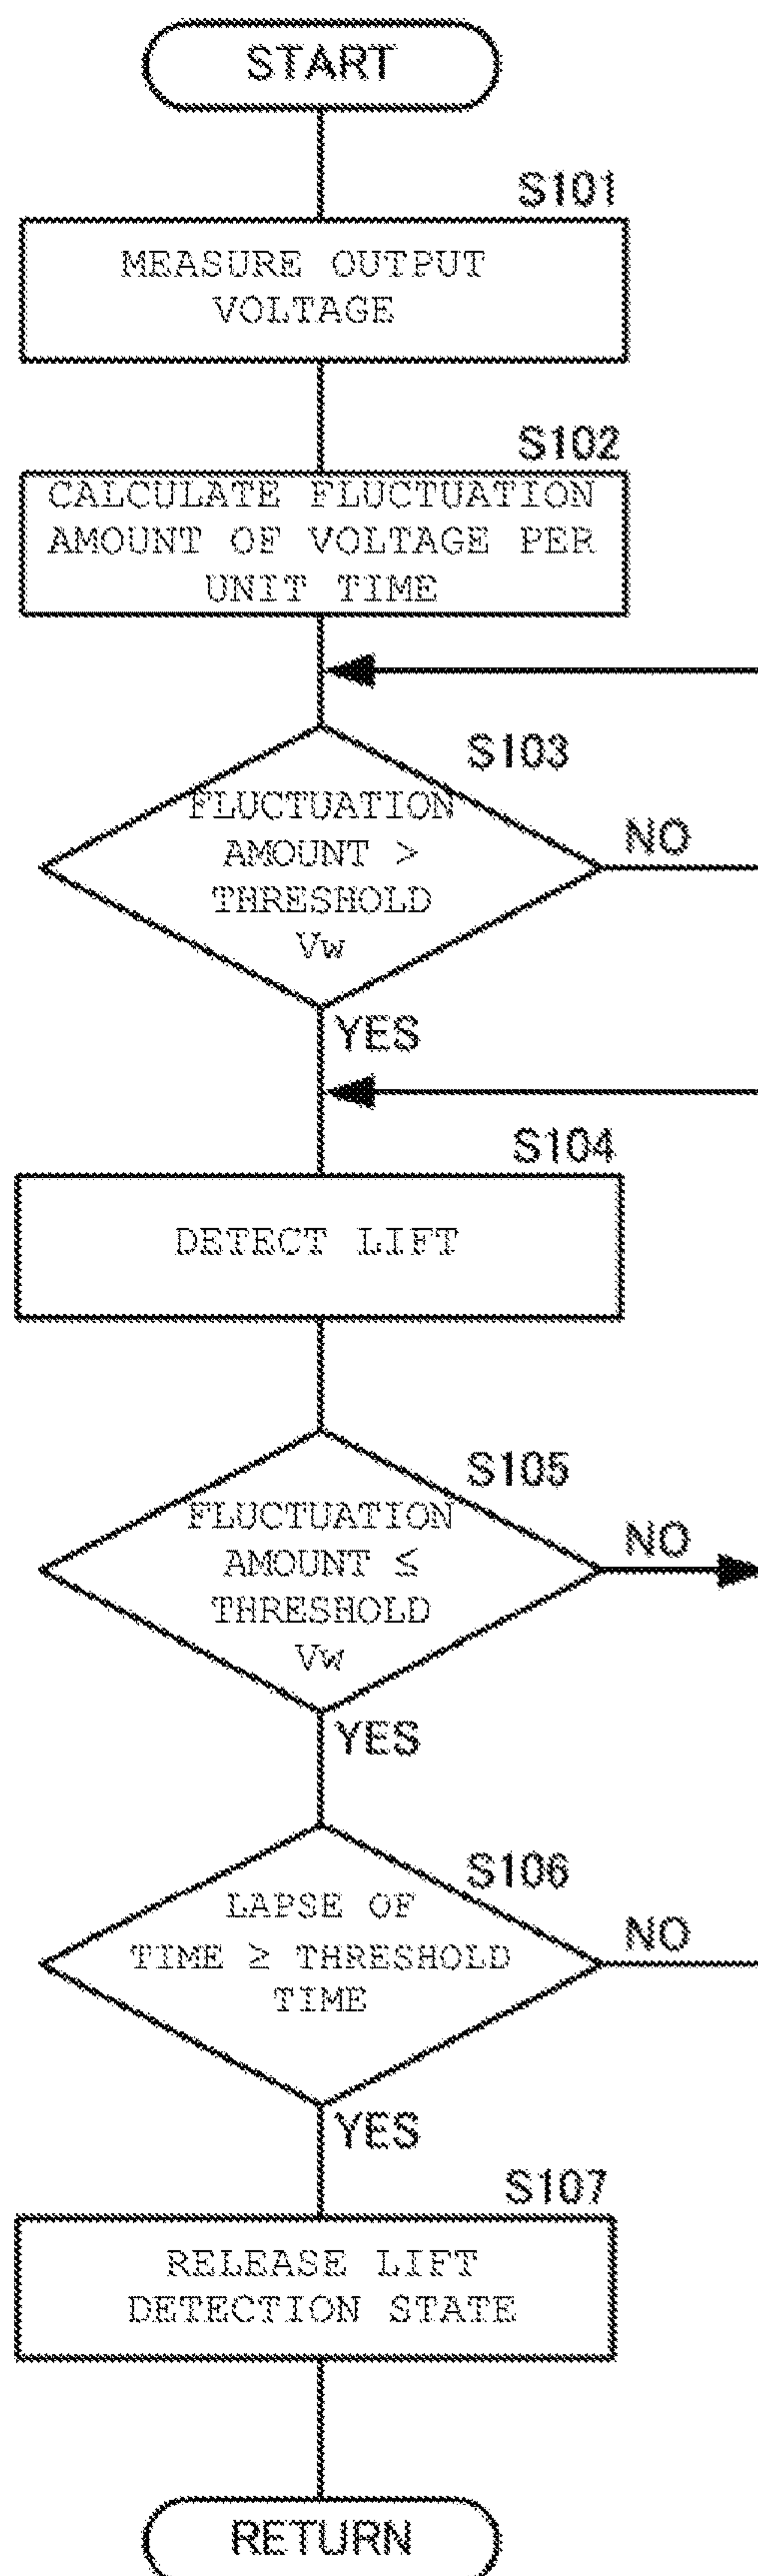 START
S101
MEASURE OUTPUT
VOLTAGE
S102
CALCULATE FLUCTUATION
AMOUNT OF VOLTAGE PER
UNIT TIME
S103
FLUCTUATION
AMOUNT >
THRESHOLD
Vw
NO
YES
S104
DETECT LIFT
S105
FLUCTUATION
AMOUNT ≤
THRESHOLD
Vw
NO
YES
S106
LAPSE OF
TIME ≥ THRESHOLD
TIME
NO
YES
S107
RELEASE LIFT
DETECTION STATE
RETURN